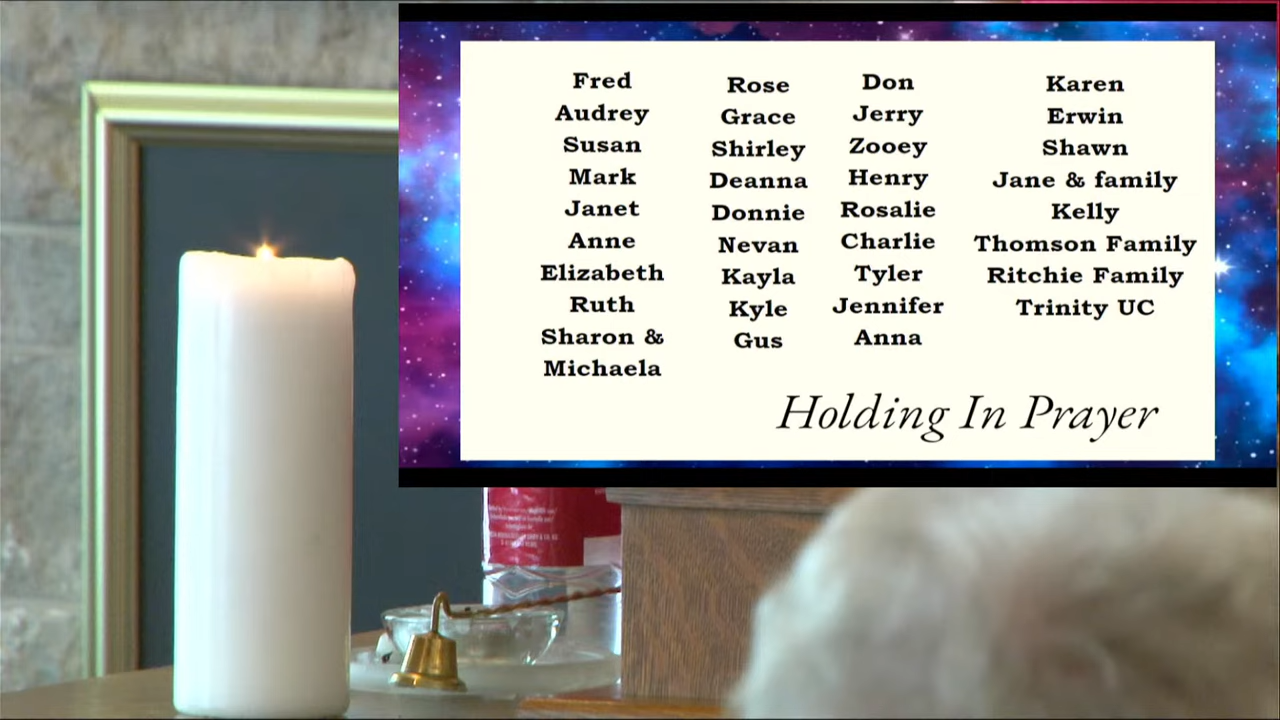 Fred
Audrey
Susan
Mark
Janet
Anne
Elizabeth
Ruth
Sharon &
Michaela
Rose
Grace
Shirley
Deanna
Donnie
Nevan
Kayla
Kyle
Gus
Don
Jerry
Zooey
Henry
Rosalie
Charlie
Tyler
Jennifer
Anna
Karen
Erwin
Shawn
Jane & family
Kelly
Thomson Family
Ritchie Family
Trinity UC
Holding In Prayer